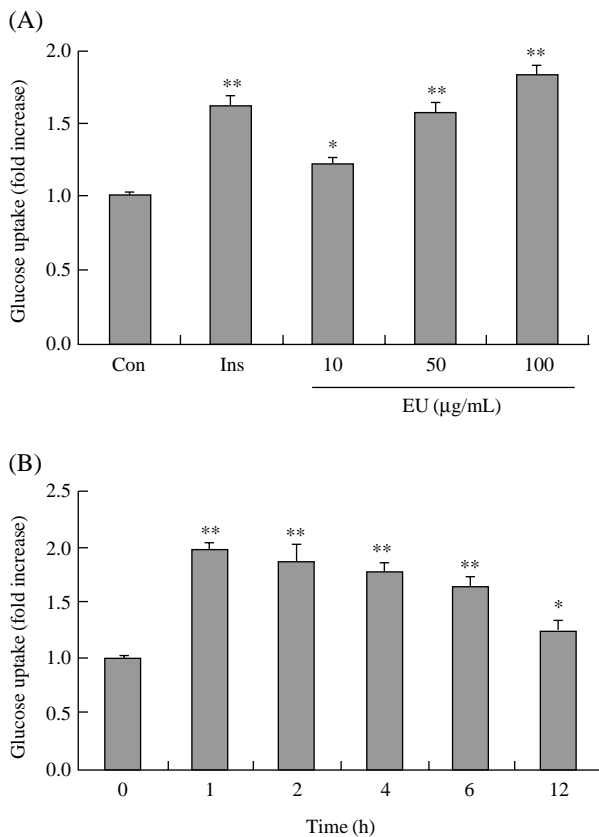 (A)
Glucose uptake (fold increase)
2.0
1.5
1.0
0.5
0.0
**
*
**
**
Con Ins 10 50 100
EU (μg/mL)
(B)
Glucose uptake (fold increase)
2.5
2.0
1.5
1.0
0.5
0.0
**
**
**
**
*
0 1 2 4 6 12
Time (h)